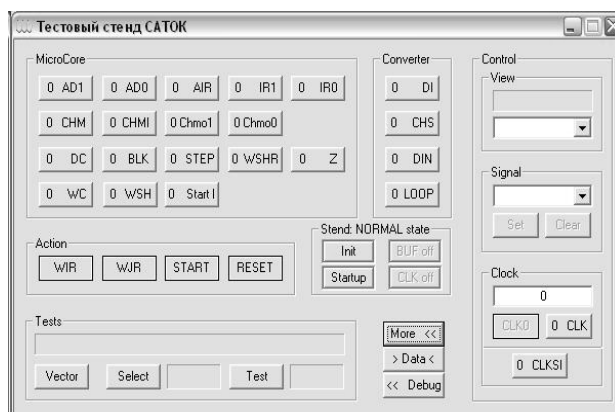 Тестовый стенд САТОК
MicroCore
0 AD1 0 AD0 0 AIR 0 IR1 0 IR0
0 CHM 0 CHMI 0 Chmo1 0 Chmo0
0 DC 0 BLK 0 STEP 0 WSHR 0 Z
0 WC 0 WSH 0 Start I
Converter
0 DI
0 CHS
0 DIN
0 LOOP
Control
View
Signal
Set Clear
Clock
0
CLK0 0 CLK
0 CLKSI
Action
WIR WJR START RESET
Stend: NORMAL state
Init BUF off
Startup CLK off
Tests
Vector Select Test
More <<
> Data <
<< Debug